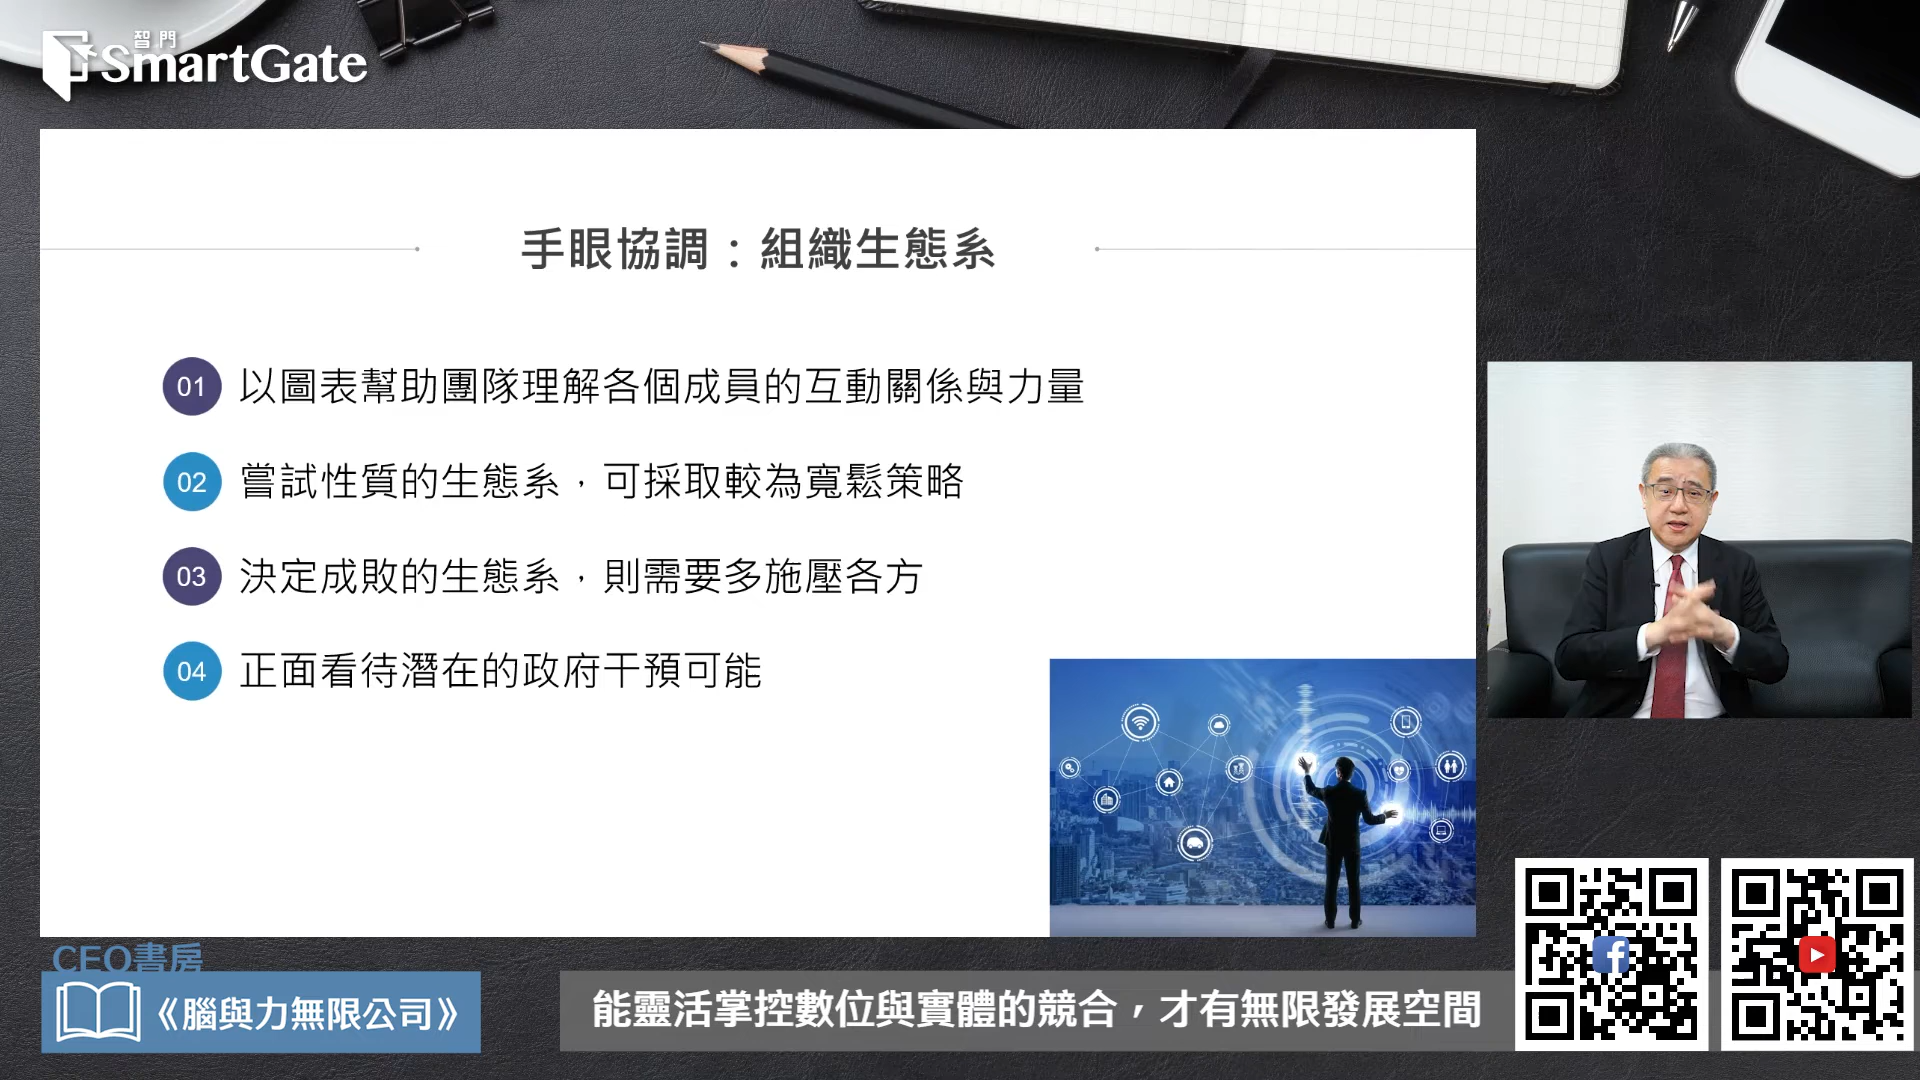 智門
SmartGate
手眼協調：組織生態系
01 以圖表幫助團隊理解各個成員的互動關係與力量
02 嘗試性質的生態系，可採取較為寬鬆策略
03 決定成敗的生態系，則需要多施壓各方
04 正面看待潛在的政府干預可能
CEO書房
《腦與力無限公司》
能靈活掌控數位與實體的競合，才有無限發展空間